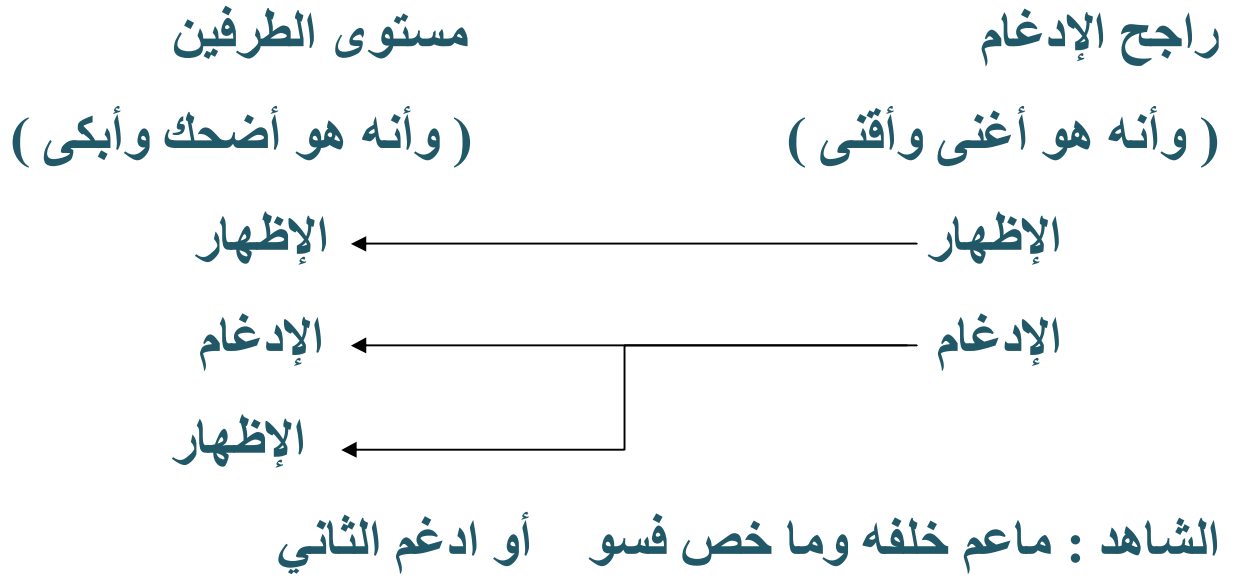 راجح الإدغام مستوى الطرفين
( وأنه هو أغنى وأقنى ) ( وأنه هو أضحك وأبكى )
الإظهار الإظهار
الإدغام الإدغام
الإظهار
الشاهد : ماعم خلفه وما خص فسو أو ادغم الثاني